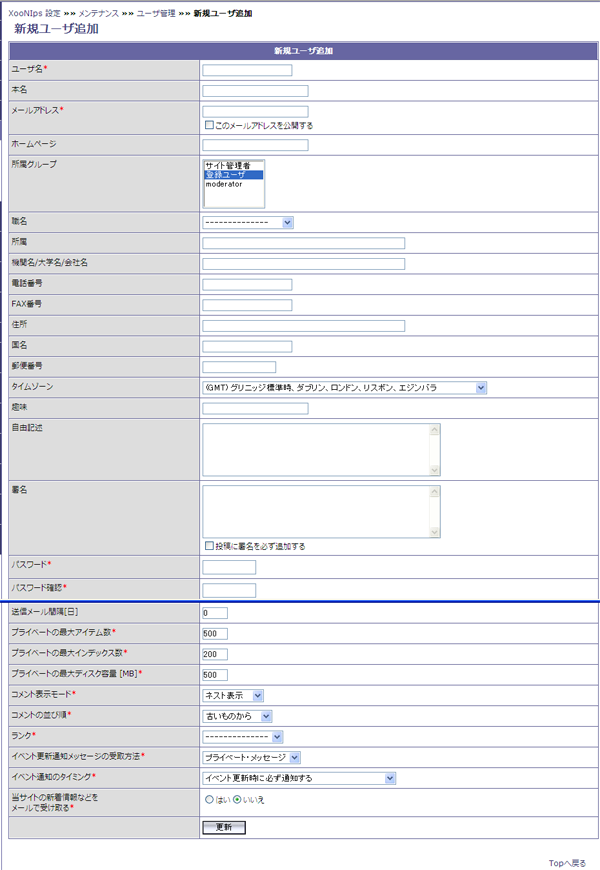 XooNIps 設定 »» メンテナンス »» ユーザ管理 »» 新規ユーザ追加
新規ユーザ追加
新規ユーザ追加
ユーザ名*
本名
メールアドレス*
このメールアドレスを公開する
ホームページ
所属グループ
サイト管理者
登録ユーザ
moderator
職名
--------------
所属
機関名/大学名/会社名
電話番号
FAX番号
住所
国名
郵便番号
タイムゾーン
(GMT) グリニッジ標準時、ダブリン、ロンドン、リスボン、エジンバラ
趣味
自由記述
署名
投稿に署名を必ず追加する
パスワード*
パスワード確認*
送信メール間隔[日]
0
プライベートの最大アイテム数*
500
プライベートの最大インデックス数*
200
プライベートの最大ディスク容量 [MB]*
500
コメント表示モード*
ネスト表示
コメントの並び順*
古いものから
ランク*
--------------
イベント更新通知メッセージの受取方法*
プライベート・メッセージ
イベント通知のタイミング*
イベント更新時に必ず通知する
当サイトの新着情報などを
メールで受け取る*
はい いいえ
更新
Topへ戻る